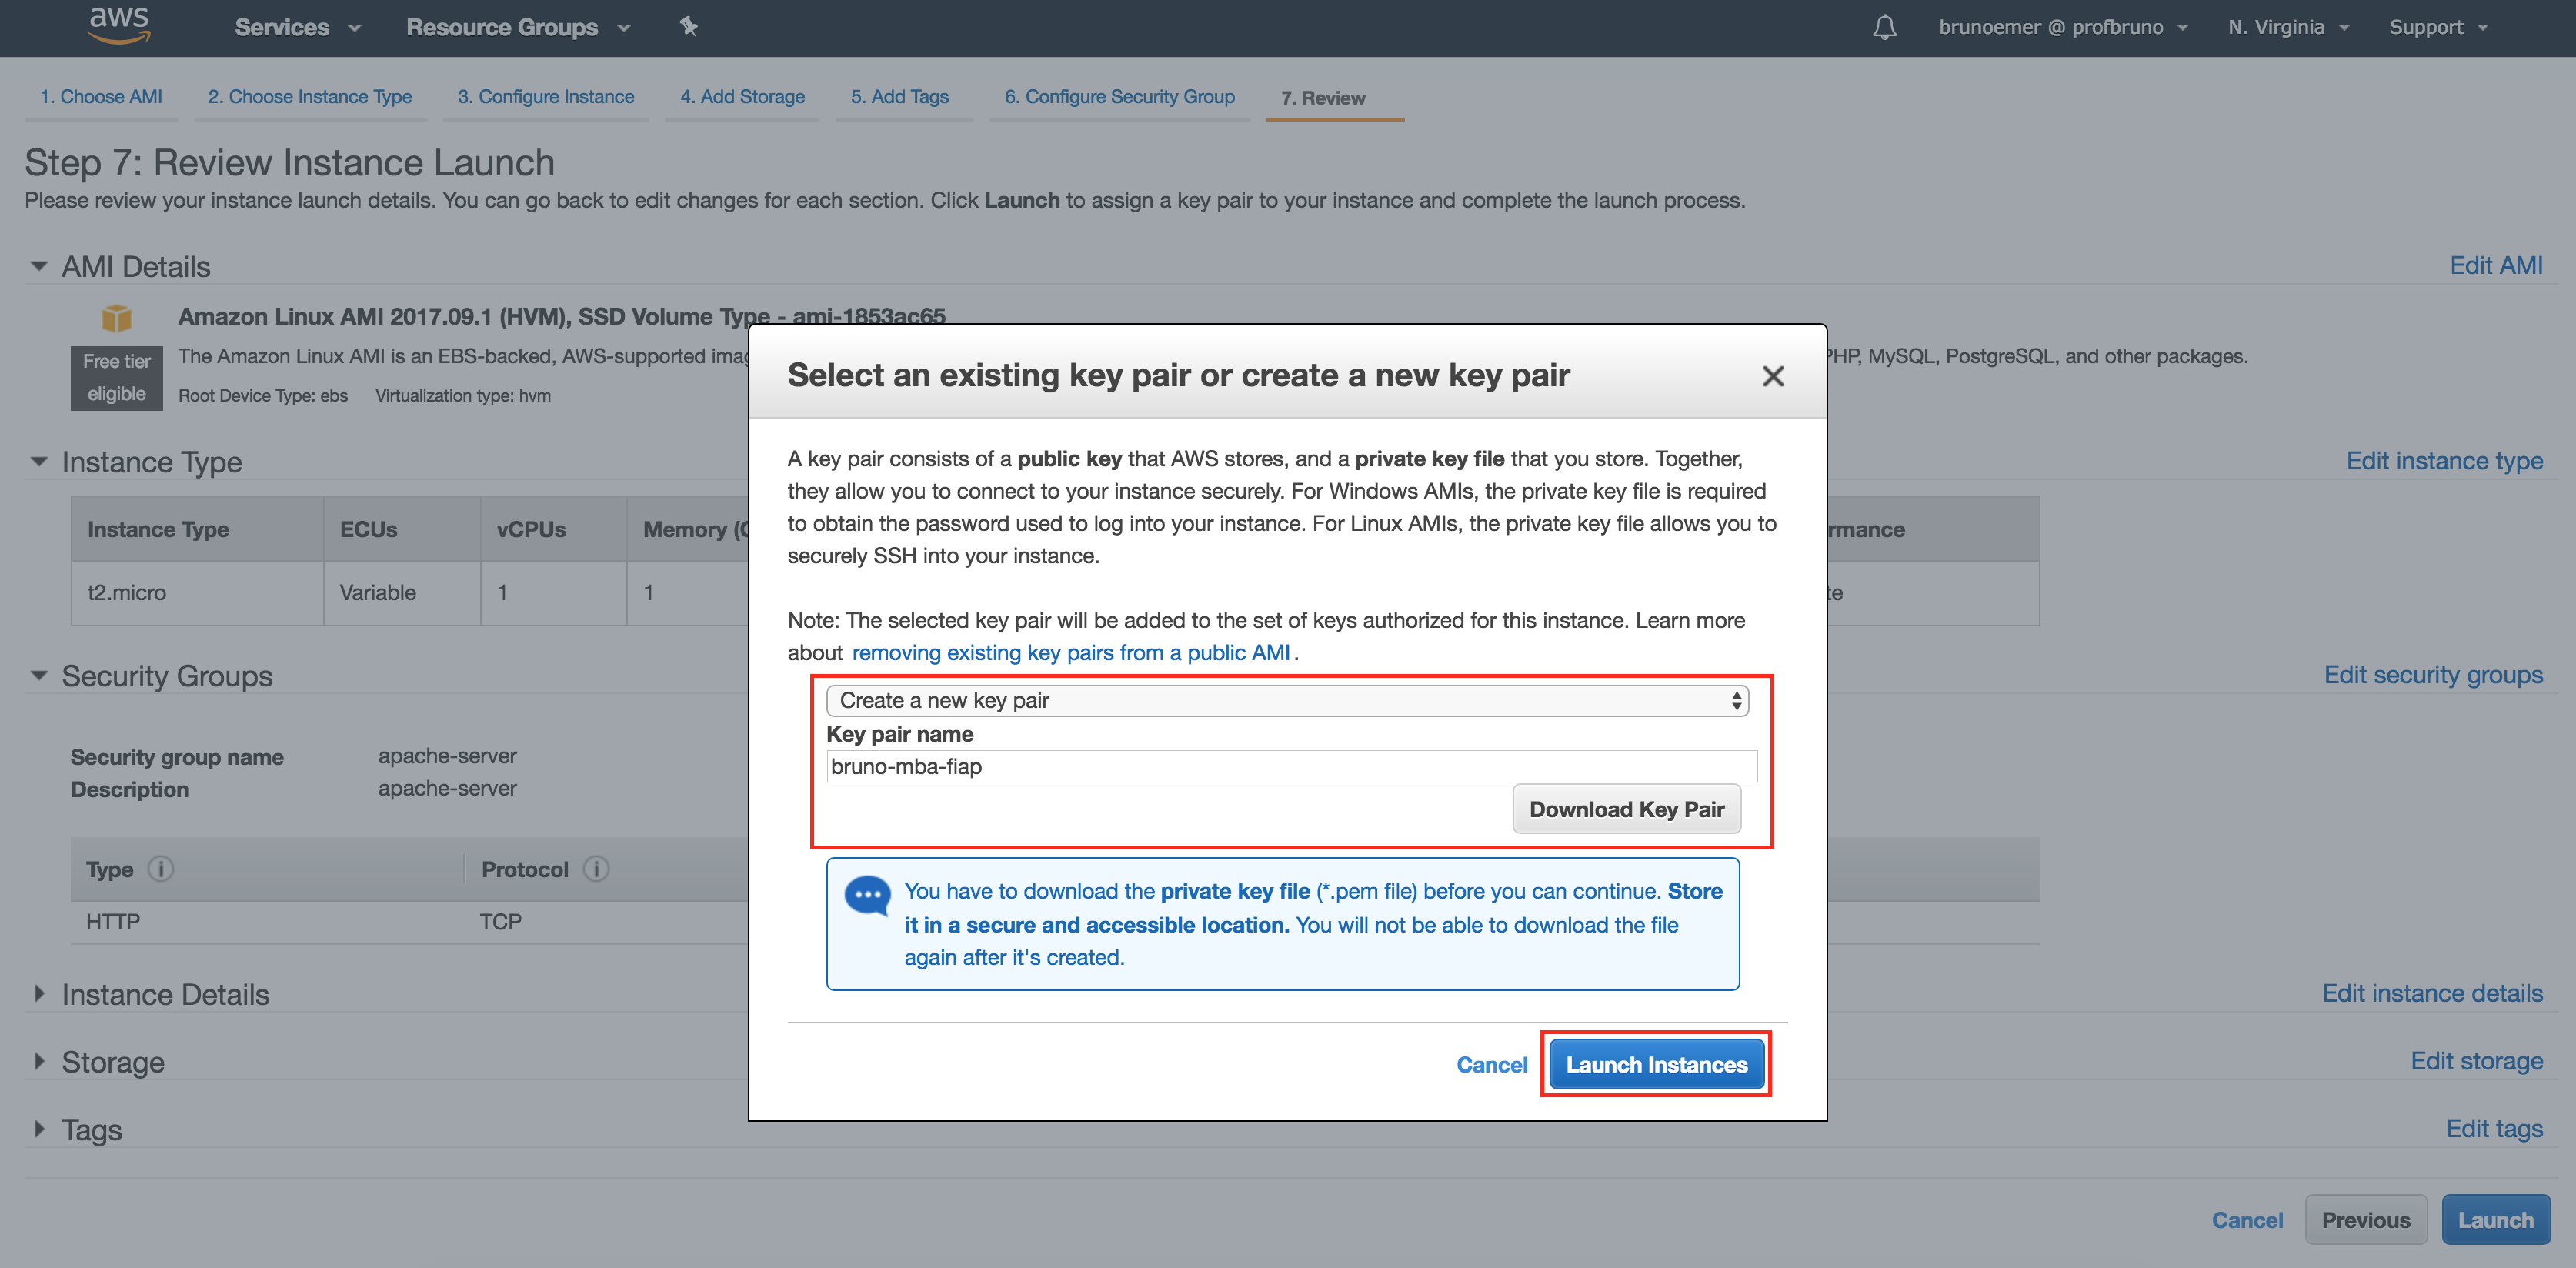 aws Services Resource Groups brunoemer @ profbruno N. Virginia Support
1. Choose AMI 2. Choose Instance Type 3. Configure Instance 4. Add Storage 5. Add Tags 6. Configure Security Group 7. Review
Step 7: Review Instance Launch
Please review your instance launch details. You can go back to edit changes for each section. Click Launch to assign a key pair to your instance and complete the launch process.
AMI Details Edit AMI
Amazon Linux AMI 2017.09.1 (HVM), SSD Volume Type - ami-1853ac65
Free tier
eligible
The Amazon Linux AMI is an EBS-backed, AWS-supported
PHP, MySQL, PostgreSQL, and other packages.
Root Device Type: ebs Virtualization type: hvm
Instance Type Edit instance type
Instance Type ECUs vCPUs Memory
t2.micro Variable 1 1
Security Groups Edit security groups
Security group name apache-server
Description apache-server
Type Protocol
HTTP TCP
Instance Details Edit instance details
Storage Edit storage
Tags Edit tags
Cancel Previous Launch
Select an existing key pair or create a new key pair
A key pair consists of a public key that AWS stores, and a private key file that you store. Together,
they allow you to connect to your instance securely. For Windows AMIs, the private key file is required
to obtain the password used to log into your instance. For Linux AMIs, the private key file allows you to
securely SSH into your instance.
Note: The selected key pair will be added to the set of keys authorized for this instance. Learn more
about removing existing key pairs from a public AMI.
Create a new key pair
Key pair name
bruno-mba-fiap
Download Key Pair
You have to download the private key file (*.pem file) before you can continue. Store
it in a secure and accessible location. You will not be able to download the file
again after it's created.
Cancel Launch Instances